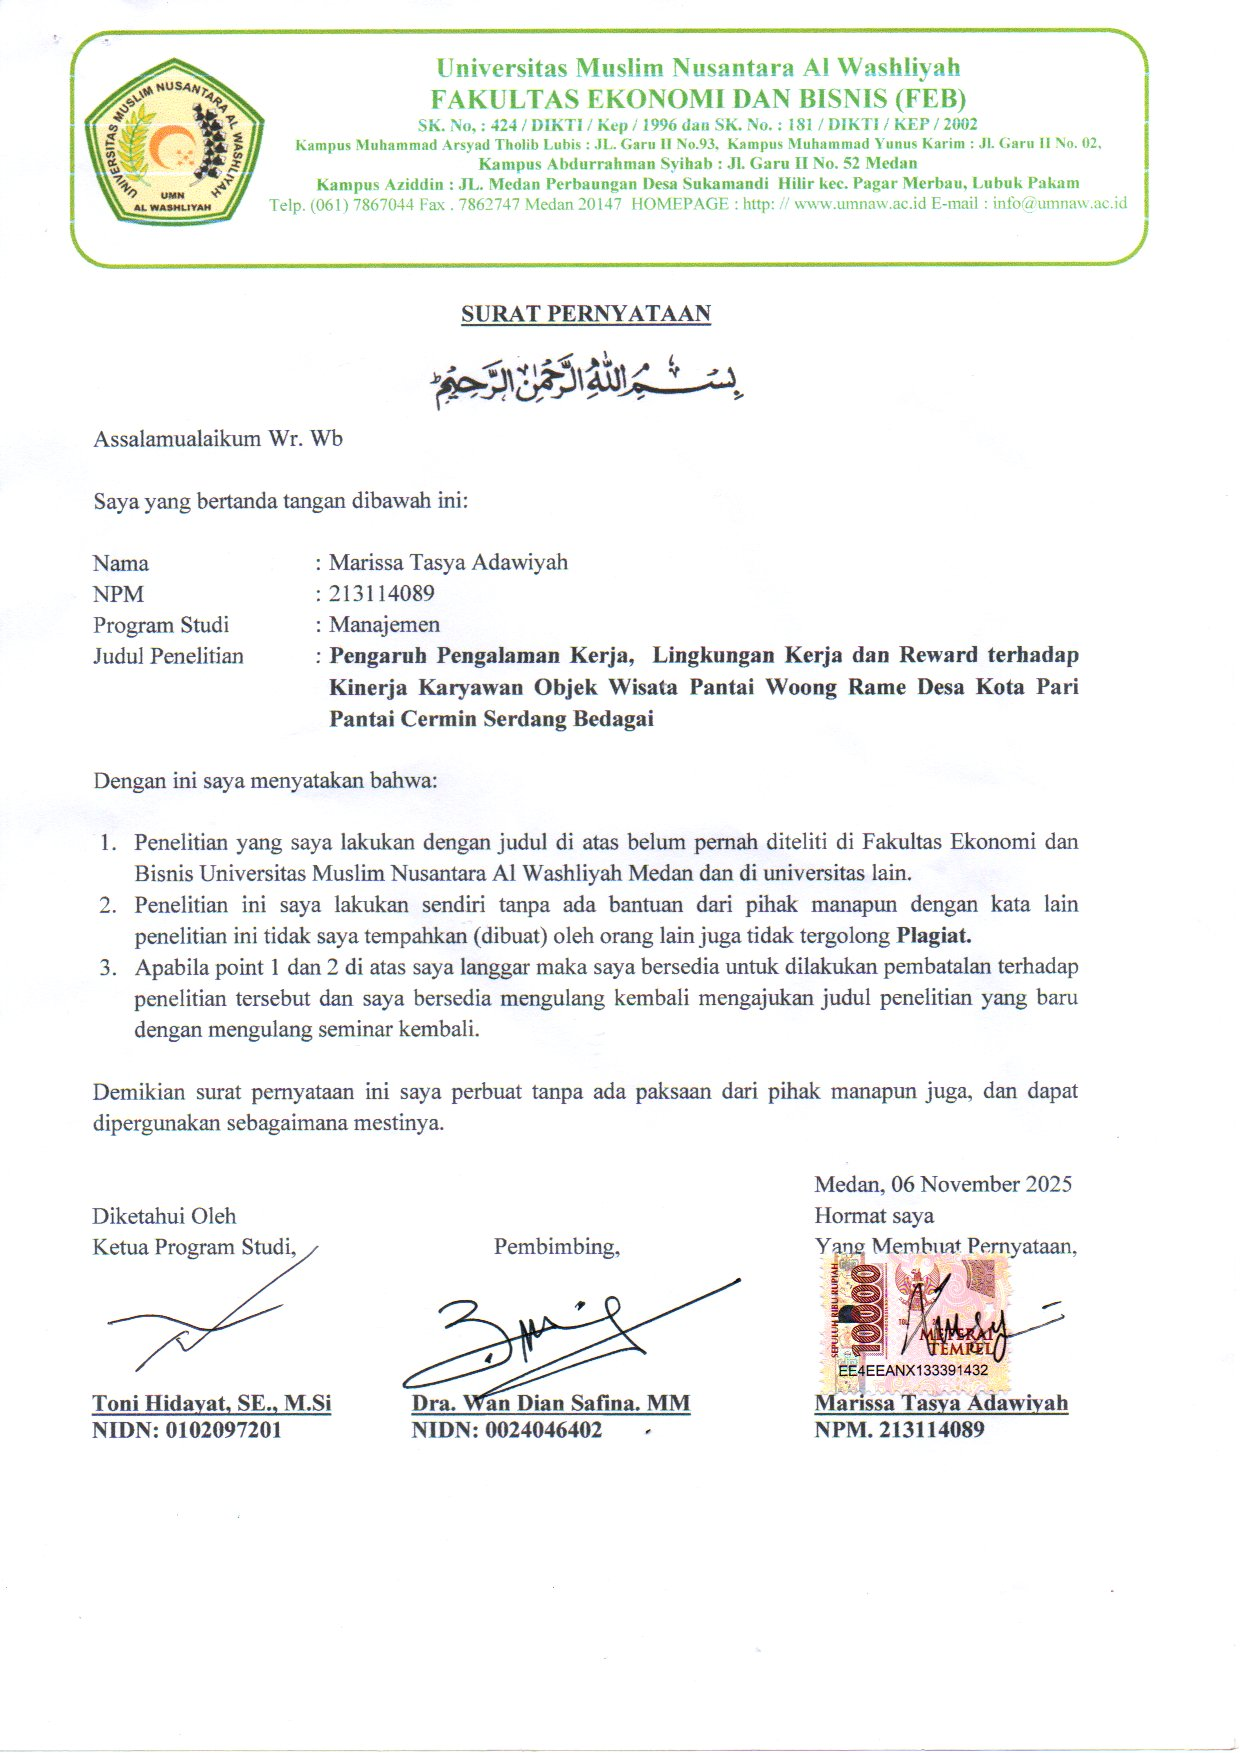 UNIVERSITAS MUSLIM NUSANTARA AL WASHLIYAH
UMN
AL WASHLIYAH
Universitas Muslim Nusantara Al Washliyah
FAKULTAS EKONOMI DAN BISNIS (FEB)
SK. No, : 424 / DIKTI / Kep / 1996 dan SK. No. : 181 / DIKTI / KEP / 2002
Kampus Muhammad Arsyad Tholib Lubis : JL. Garu II No.93, Kampus Muhammad Yunus Karim : Jl. Garu II No. 02,
Kampus Abdurrahman Syihab : Jl. Garu II No. 52 Medan
Kampus Aziddin : JL. Medan Perbaungan Desa Sukamandi Hilir kec. Pagar Merbau, Lubuk Pakam
Telp. (061) 7867044 Fax . 7862747 Medan 20147 HOMEPAGE : http: // www.umnaw.ac.id E-mail : info@umnaw.ac.id
SURAT PERNYATAAN
بِسْمِ اللهِ الرَّحْمٰنِ الرَّحِيْمِ
Assalamualaikum Wr. Wb
Saya yang bertanda tangan dibawah ini:
Nama : Marissa Tasya Adawiyah
NPM : 213114089
Program Studi : Manajemen
Judul Penelitian : Pengaruh Pengalaman Kerja, Lingkungan Kerja dan Reward terhadap
Kinerja Karyawan Objek Wisata Pantai Woong Rame Desa Kota Pari
Pantai Cermin Serdang Bedagai
Dengan ini saya menyatakan bahwa:
1. Penelitian yang saya lakukan dengan judul di atas belum pernah diteliti di Fakultas Ekonomi dan
Bisnis Universitas Muslim Nusantara Al Washliyah Medan dan di universitas lain.
2. Penelitian ini saya lakukan sendiri tanpa ada bantuan dari pihak manapun dengan kata lain
penelitian ini tidak saya tempahkan (dibuat) oleh orang lain juga tidak tergolong Plagiat.
3. Apabila point 1 dan 2 di atas saya langgar maka saya bersedia untuk dilakukan pembatalan terhadap
penelitian tersebut dan saya bersedia mengulang kembali mengajukan judul penelitian yang baru
dengan mengulang seminar kembali.
Demikian surat pernyataan ini saya perbuat tanpa ada paksaan dari pihak manapun juga, dan dapat
dipergunakan sebagaimana mestinya.
Medan, 06 November 2025
Diketahui Oleh Hormat saya
Ketua Program Studi, Pembimbing, Yang Membuat Pernyataan,
SEPULUH RIBU RUPIAH
10000
METERAI
TEMPEL
EE4EEANX133391432
Toni Hidayat, SE., M.Si Dra. Wan Dian Safina. MM Marissa Tasya Adawiyah
NIDN: 0102097201 NIDN: 0024046402 NPM. 213114089